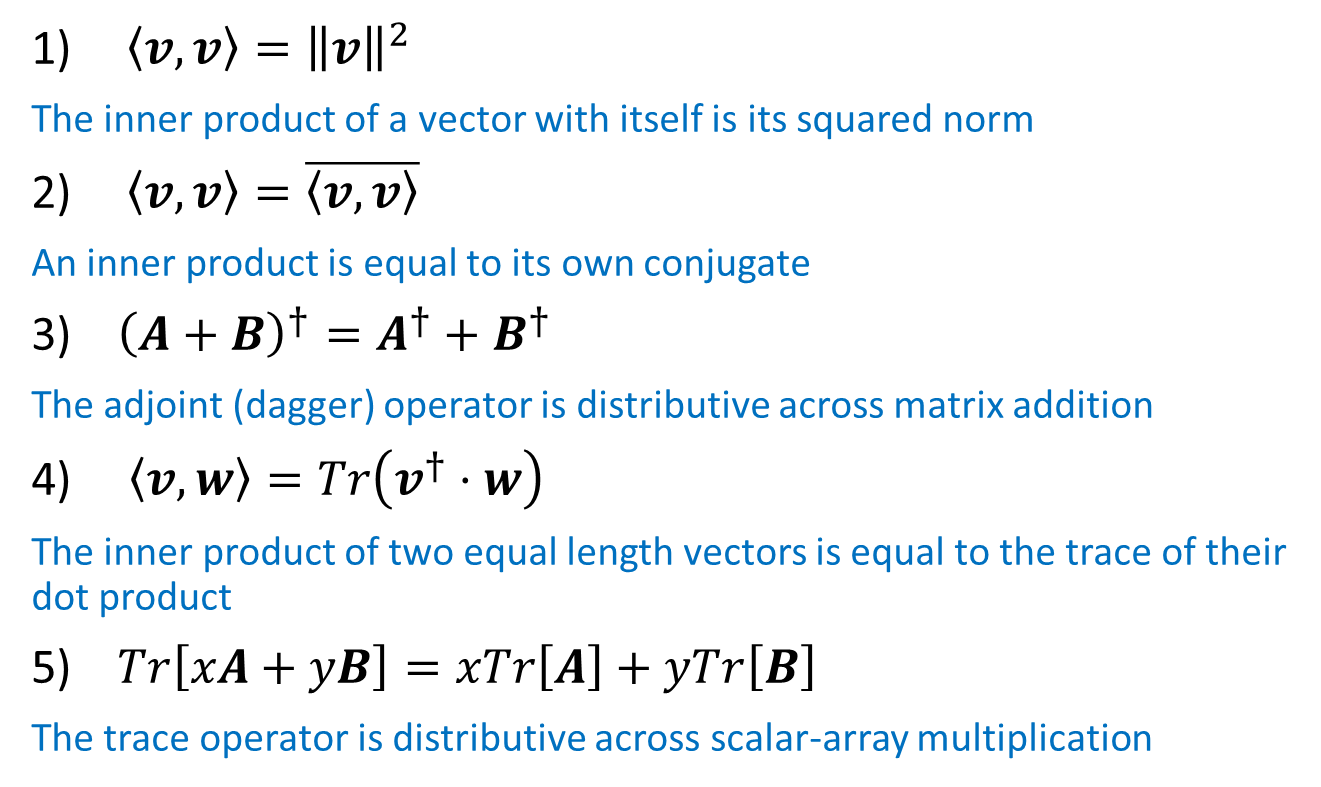 1) ⟨𝒗, 𝒗⟩ = ‖𝒗‖²
The inner product of a vector with itself is its squared norm
2) ⟨𝒗, 𝒗⟩ = \overline{⟨𝒗, 𝒗⟩}
An inner product is equal to its own conjugate
3) (𝑨 + 𝑩)† = 𝑨† + 𝑩†
The adjoint (dagger) operator is distributive across matrix addition
4) ⟨𝒗, 𝒘⟩ = 𝑇𝑟(𝒗† ⋅ 𝒘)
The inner product of two equal length vectors is equal to the trace of their
dot product
5) 𝑇𝑟[𝑥𝑨 + 𝑦𝑩] = 𝑥𝑇𝑟[𝑨] + 𝑦𝑇𝑟[𝑩]
The trace operator is distributive across scalar-array multiplication